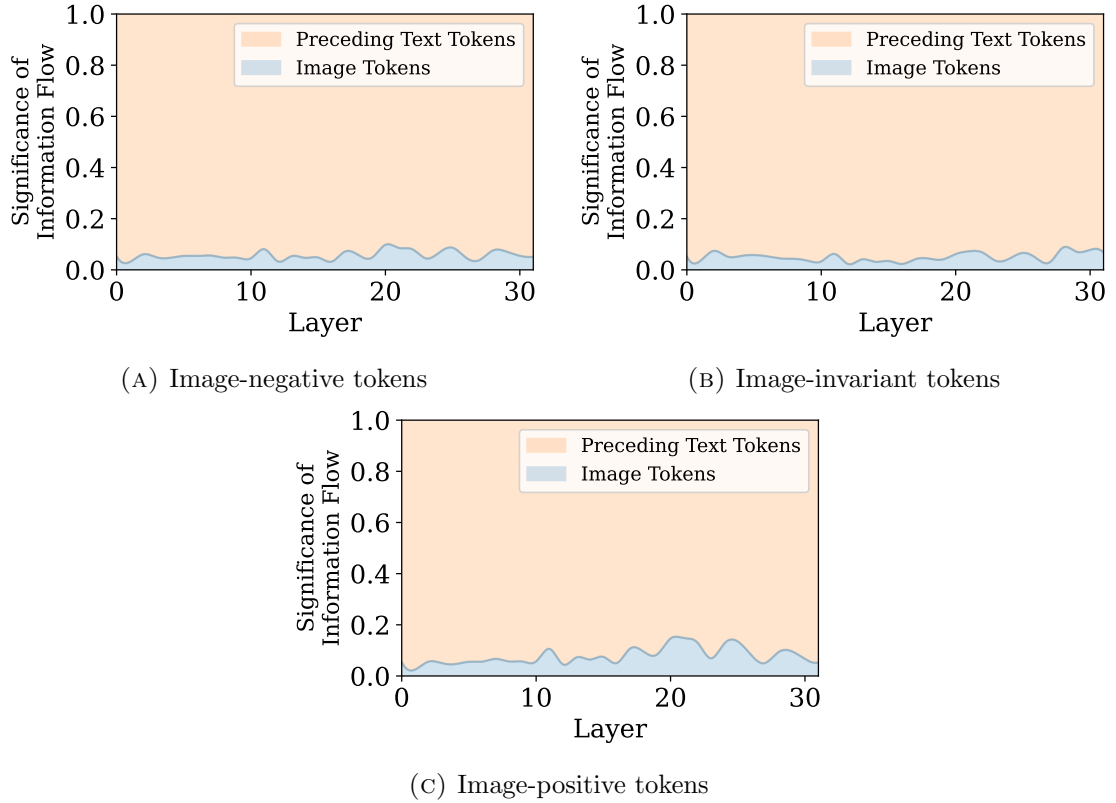 1.0
0.8
0.6
0.4
0.2
0.0
Significance of
Information Flow
Preceding Text Tokens
Image Tokens
0 10 20 30
Layer
(A) Image-negative tokens
1.0
0.8
0.6
0.4
0.2
0.0
Significance of
Information Flow
Preceding Text Tokens
Image Tokens
0 10 20 30
Layer
(B) Image-invariant tokens
1.0
0.8
0.6
0.4
0.2
0.0
Significance of
Information Flow
Preceding Text Tokens
Image Tokens
0 10 20 30
Layer
(C) Image-positive tokens